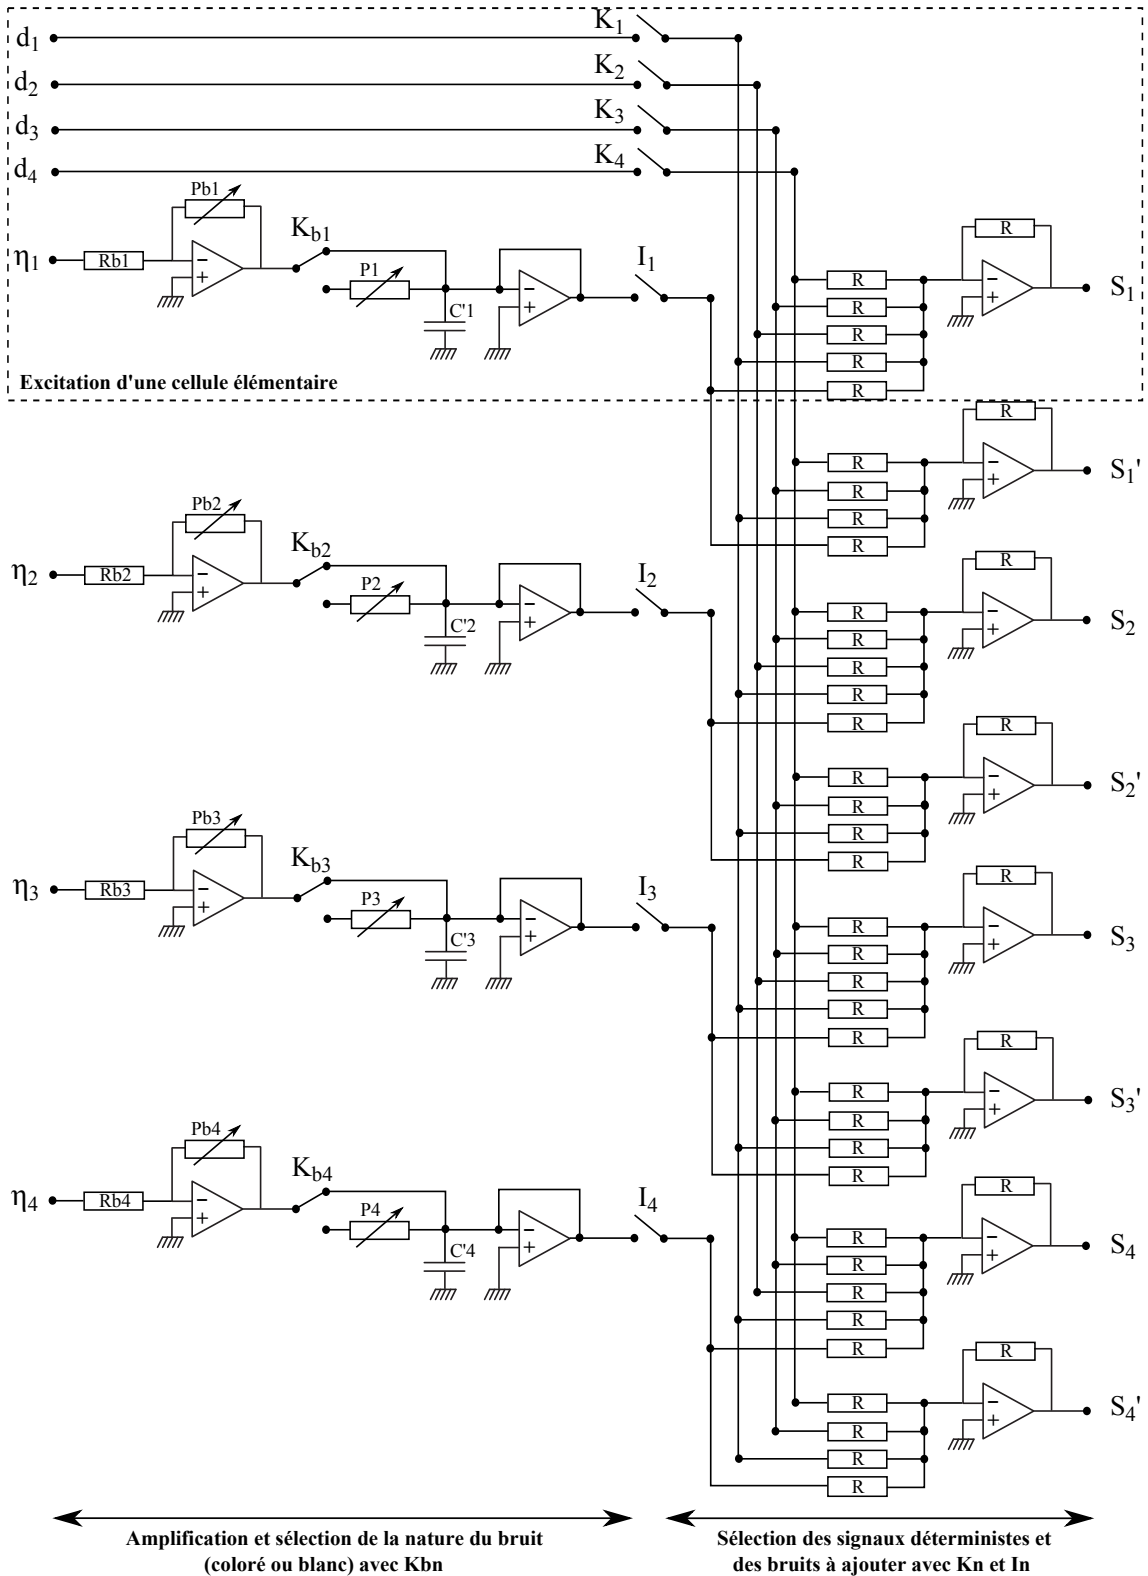 d1
K1
d2
K2
d3
K3
d4
K4
Pb1
η1
Rb1
Kb1
P1
C'1
I1
R
R
R
R
R
R
S1
Excitation d'une cellule élémentaire
R
R
R
R
R
S1'
Pb2
η2
Rb2
Kb2
P2
C'2
I2
R
R
R
R
R
R
S2
R
R
R
R
R
S2'
Pb3
η3
Rb3
Kb3
P3
C'3
I3
R
R
R
R
R
R
S3
R
R
R
R
R
S3'
Pb4
η4
Rb4
Kb4
P4
C'4
I4
R
R
R
R
R
R
S4
R
R
R
R
R
S4'
Amplification et sélection de la nature du bruit
(coloré ou blanc) avec Kbn
Sélection des signaux déterministes et
des bruits à ajouter avec Kn et In